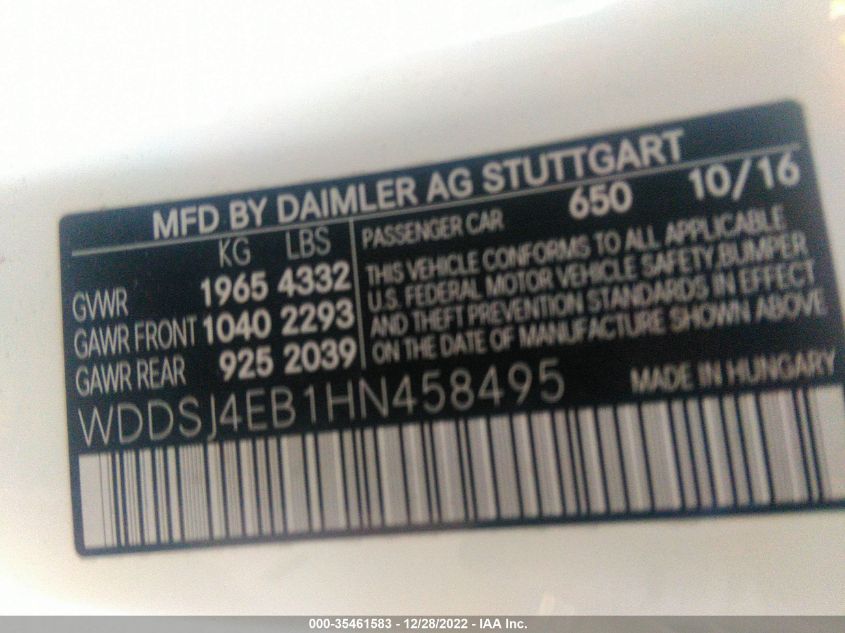 MFD BY DAIMLER AG STUTTGART
KG LBS
GVWR 1965 4332
GAWR FRONT 1040 2293
GAWR REAR 925 2039
PASSENGER CAR 650 10/16
THIS VEHICLE CONFORMS TO ALL APPLICABLE
U.S. FEDERAL MOTOR VEHICLE SAFETY,BUMPER
AND THEFT PREVENTION STANDARDS IN EFFECT
ON THE DATE OF MANUFACTURE SHOWN ABOVE
WDDSJ4EB1HN458495 MADE IN HUNGARY
000-35461583 - 12/28/2022 - IAA Inc.